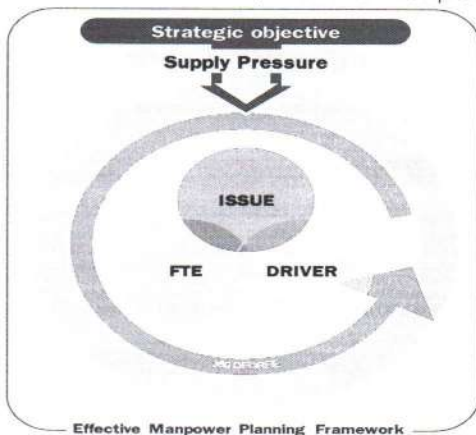 Strategic objective
Supply Pressure
ISSUE
FTE DRIVER
Effective Manpower Planning Framework